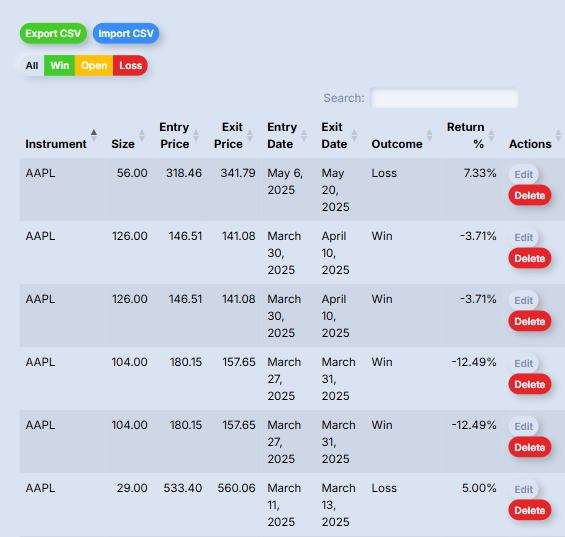 Export CSV Import CSV
All Win Open Loss
Search:
Instrument Size Entry Price Exit Price Entry Date Exit Date Outcome Return % Actions
AAPL 56.00 318.46 341.79 May 6, 2025 May 20, 2025 Loss 7.33% Edit Delete
AAPL 126.00 146.51 141.08 March 30, 2025 April 10, 2025 Win -3.71% Edit Delete
AAPL 126.00 146.51 141.08 March 30, 2025 April 10, 2025 Win -3.71% Edit Delete
AAPL 104.00 180.15 157.65 March 27, 2025 March 31, 2025 Win -12.49% Edit Delete
AAPL 104.00 180.15 157.65 March 27, 2025 March 31, 2025 Win -12.49% Edit Delete
AAPL 29.00 533.40 560.06 March 11, 2025 March 13, 2025 Loss 5.00% Edit Delete